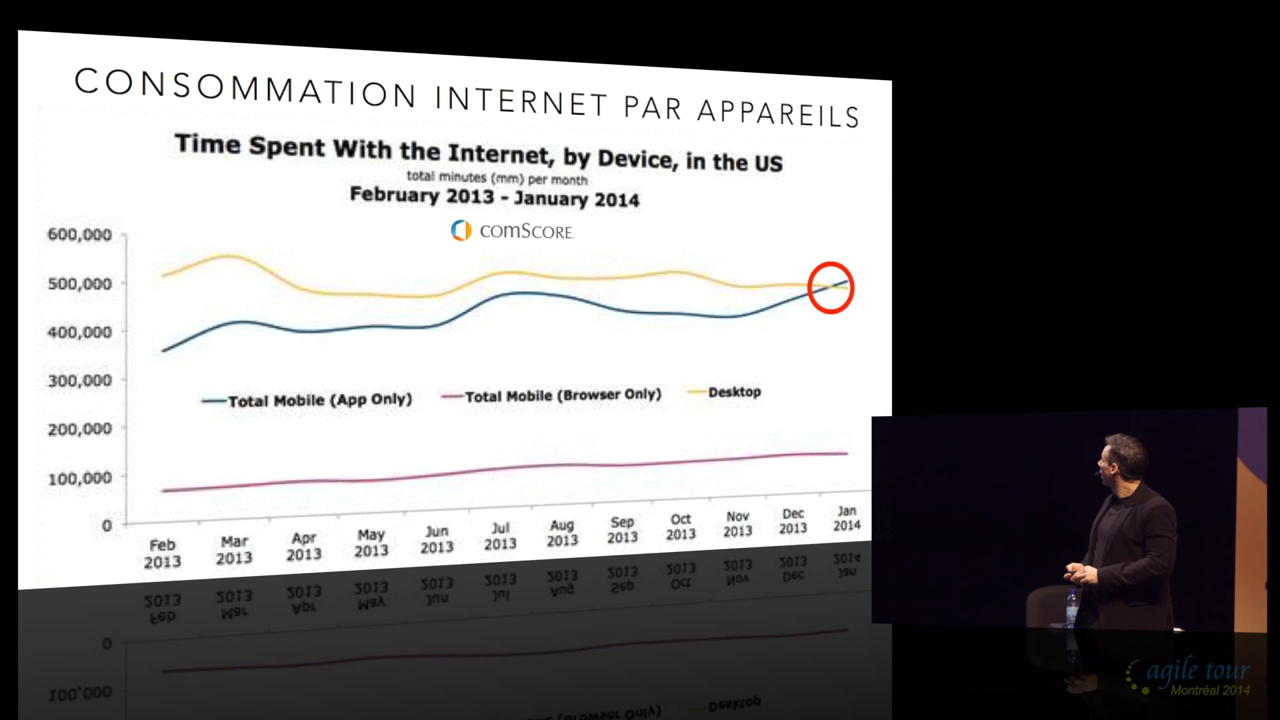 CONSOMMATION INTERNET PAR APPAREILS
Time Spent With the Internet, by Device, in the US
total minutes (mm) per month
February 2013 - January 2014
comSCORE.
600,000
500,000
400,000
300,000
200,000
100,000
0
Total Mobile (App Only) Total Mobile (Browser Only) Desktop
Feb 2013
Mar 2013
Apr 2013
May 2013
Jun 2013
Jul 2013
Aug 2013
Sep 2013
Oct 2013
Nov 2013
Dec 2013
Jan 2014
agile tour
Montréal 2014